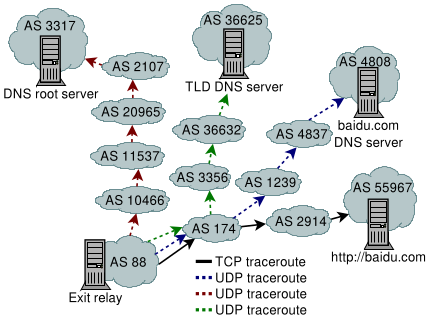 AS 3317
DNS root server
AS 36625
TLD DNS server
AS 4808
baidu.com
DNS server
AS 2107
AS 20965
AS 36632
AS 4837
AS 11537
AS 3356
AS 1239
AS 55967
http://baidu.com
AS 10466
AS 174
AS 2914
AS 88
Exit relay
TCP traceroute
UDP traceroute
UDP traceroute
UDP traceroute